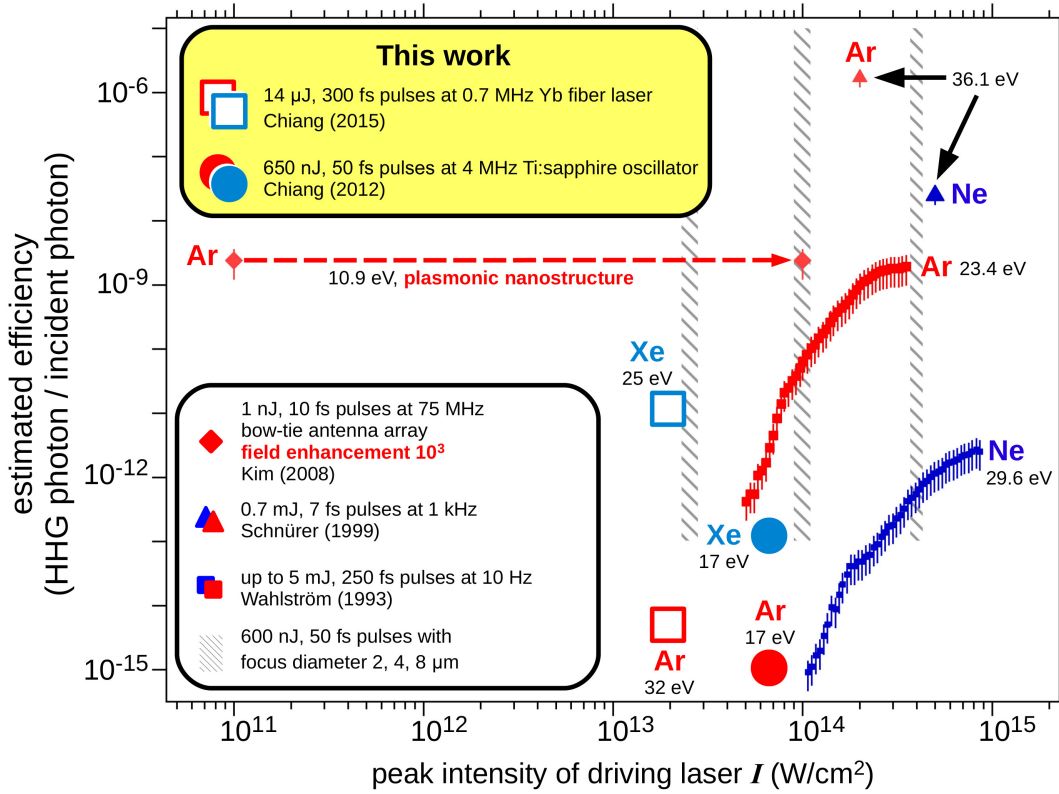 This work
14 μJ, 300 fs pulses at 0.7 MHz Yb fiber laser
Chiang (2015)
650 nJ, 50 fs pulses at 4 MHz Ti:sapphire oscillator
Chiang (2012)
Ar
36.1 eV
Ne
Ar
10.9 eV, plasmonic nanostructure
Ar 23.4 eV
Xe
25 eV
1 nJ, 10 fs pulses at 75 MHz
bow-tie antenna array
field enhancement 10³
Kim (2008)
0.7 mJ, 7 fs pulses at 1 kHz
Schnürer (1999)
up to 5 mJ, 250 fs pulses at 10 Hz
Wahlström (1993)
600 nJ, 50 fs pulses with
focus diameter 2, 4, 8 μm
Ne
29.6 eV
Xe
17 eV
Ar
17 eV
Ar
32 eV
estimated efficiency
(HHG photon / incident photon)
10⁻⁶
10⁻⁹
10⁻¹²
10⁻¹⁵
10¹¹
10¹²
10¹³
10¹⁴
10¹⁵
peak intensity of driving laser I (W/cm²)